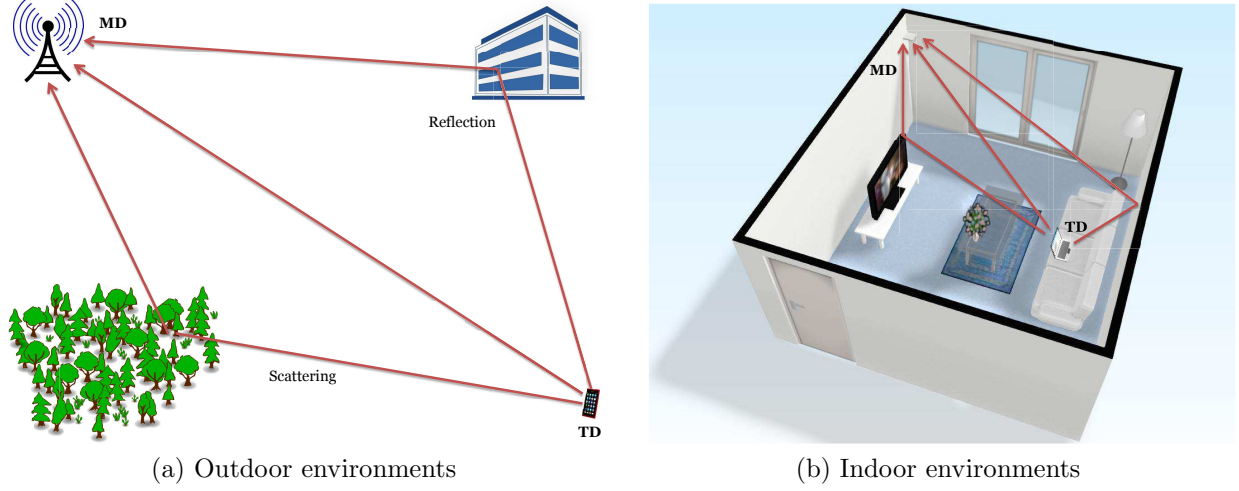 MD
Reflection
Scattering
TD
MD
TD
(a) Outdoor environments
(b) Indoor environments